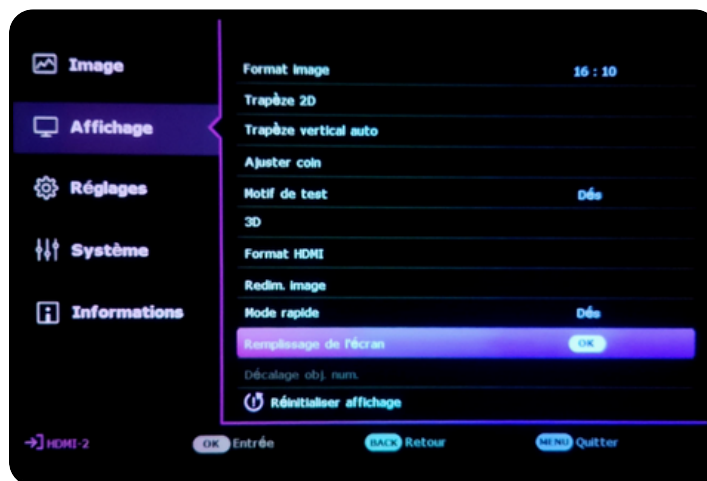 Image
Affichage
Réglages
Système
Informations
Format image 16 : 10
Trapèze 2D
Trapèze vertical auto
Ajuster coin
Motif de test Dés
3D
Format HDMI
Redim. image
Mode rapide Dés
Remplissage de l'écran OK
Décalage obj. num.
Réinitialiser affichage
HDMI-2 OK Entrée BACK Retour MENU Quitter